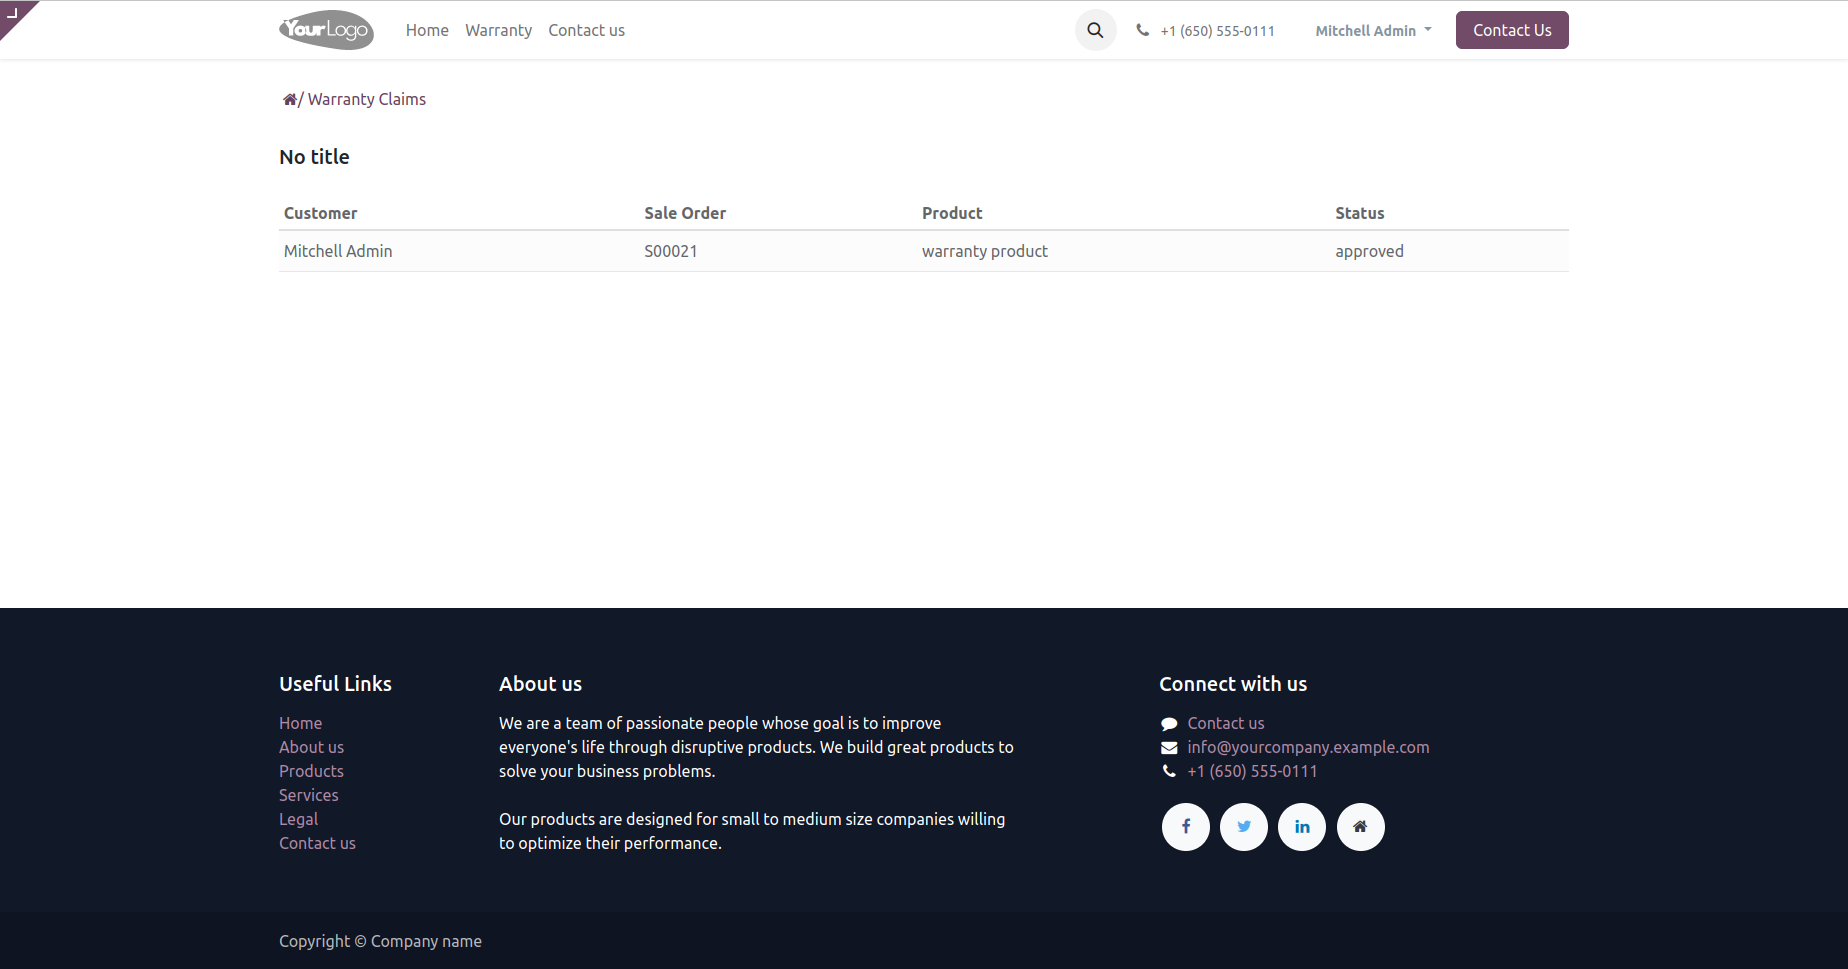 YourLogo Home Warranty Contact us +1 (650) 555-0111 Mitchell Admin Contact Us
/ Warranty Claims
No title
Customer Sale Order Product Status
Mitchell Admin S00021 warranty product approved
Useful Links
Home
About us
Products
Services
Legal
Contact us
About us
We are a team of passionate people whose goal is to improve
everyone's life through disruptive products. We build great products to
solve your business problems.
Our products are designed for small to medium size companies willing
to optimize their performance.
Connect with us
Contact us
info@yourcompany.example.com
+1 (650) 555-0111
Copyright © Company name